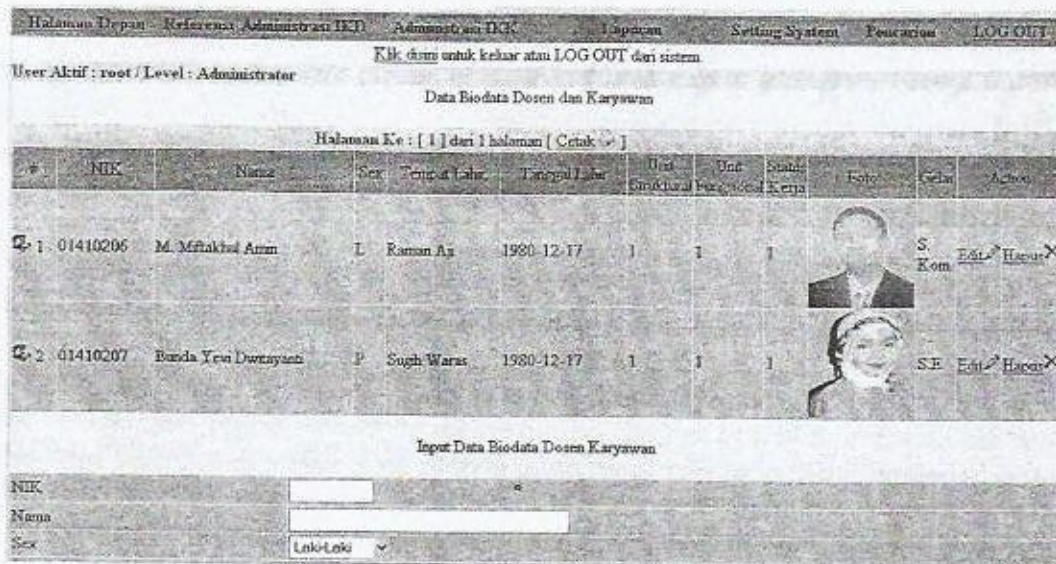 Halaman Depan Referensi Administrasi IKD Administrasi IKK Laporan Setting System Pencarian LOG OUT
Klik disini untuk keluar atau LOG OUT dari sistem.
User Aktif : root / Level : Administrator
Data Biodata Dosen dan Karyawan
Halaman Ke : [ 1 ] dari 1 halaman [ Cetak ]
# NIK Nama Sex Tempat Lahir Tanggal Lahir Unit Struktural Unit Fungsional Status Kerja Foto Gelar Action
1 01410206 M. Miftakhul Amin L Raman Aji 1980-12-17 1 1 1 S. Kom Edit Hapus
2 01410207 Bunda Yewi Dwitayanti P Sugih Waras 1980-12-17 1 1 1 S.E Edit Hapus
Input Data Biodata Dosen Karyawan
NIK *
Nama
Sex Laki-Laki